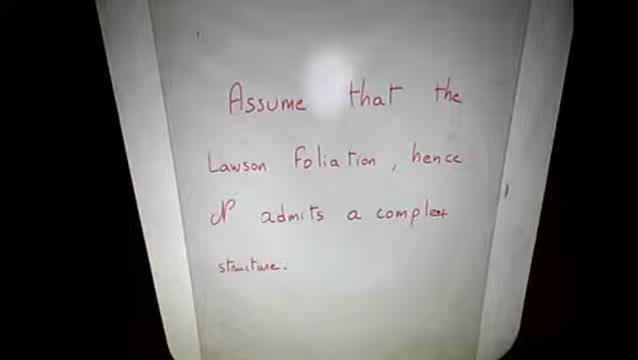 Assume that the
Lawson Foliation, hence
𝒩 admits a complex
structure.